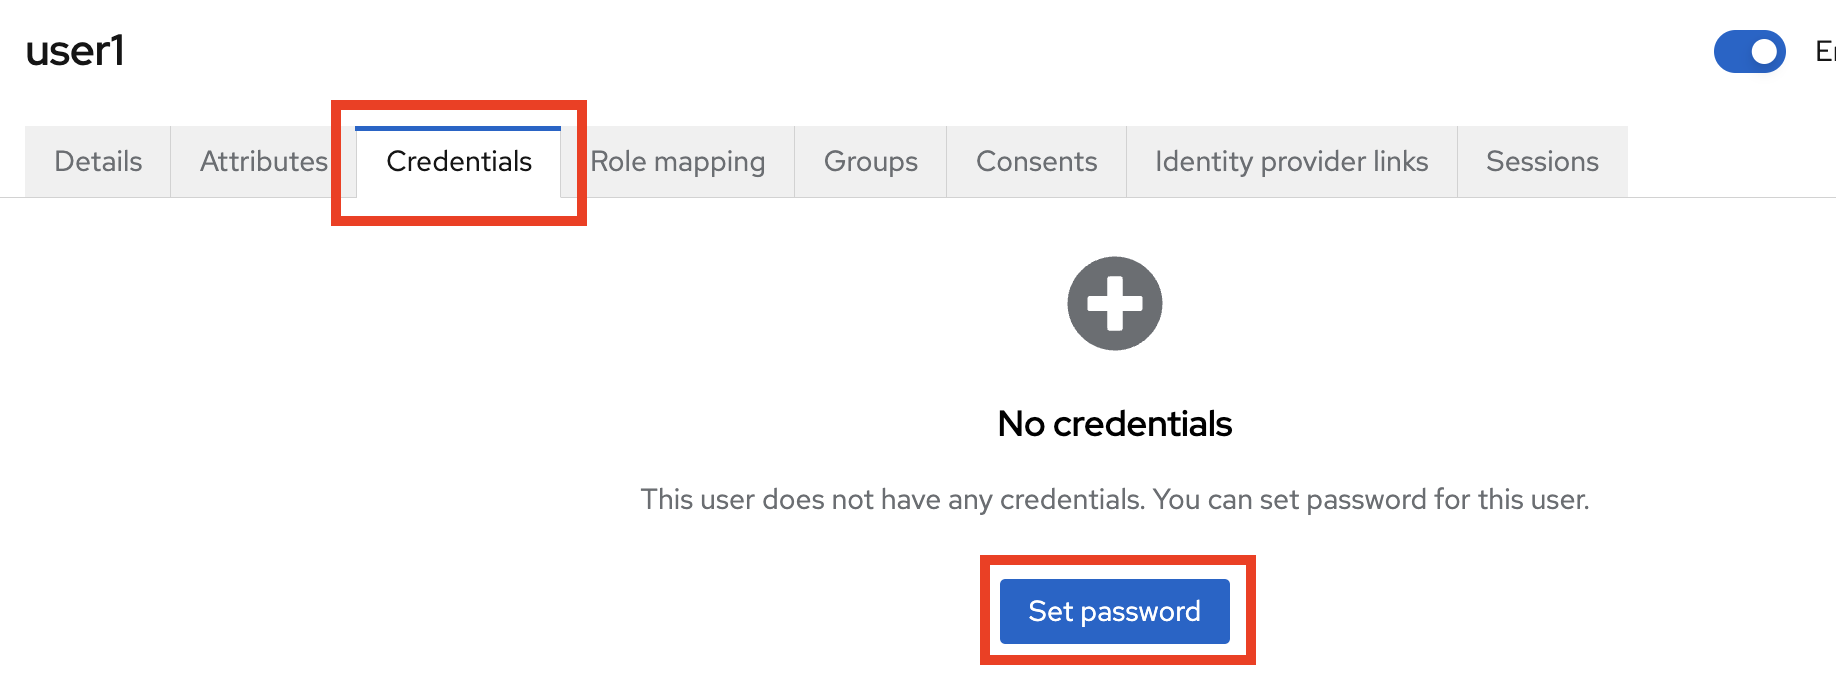 user1
Details Attributes Credentials Role mapping Groups Consents Identity provider links Sessions
No credentials
This user does not have any credentials. You can set password for this user.
Set password